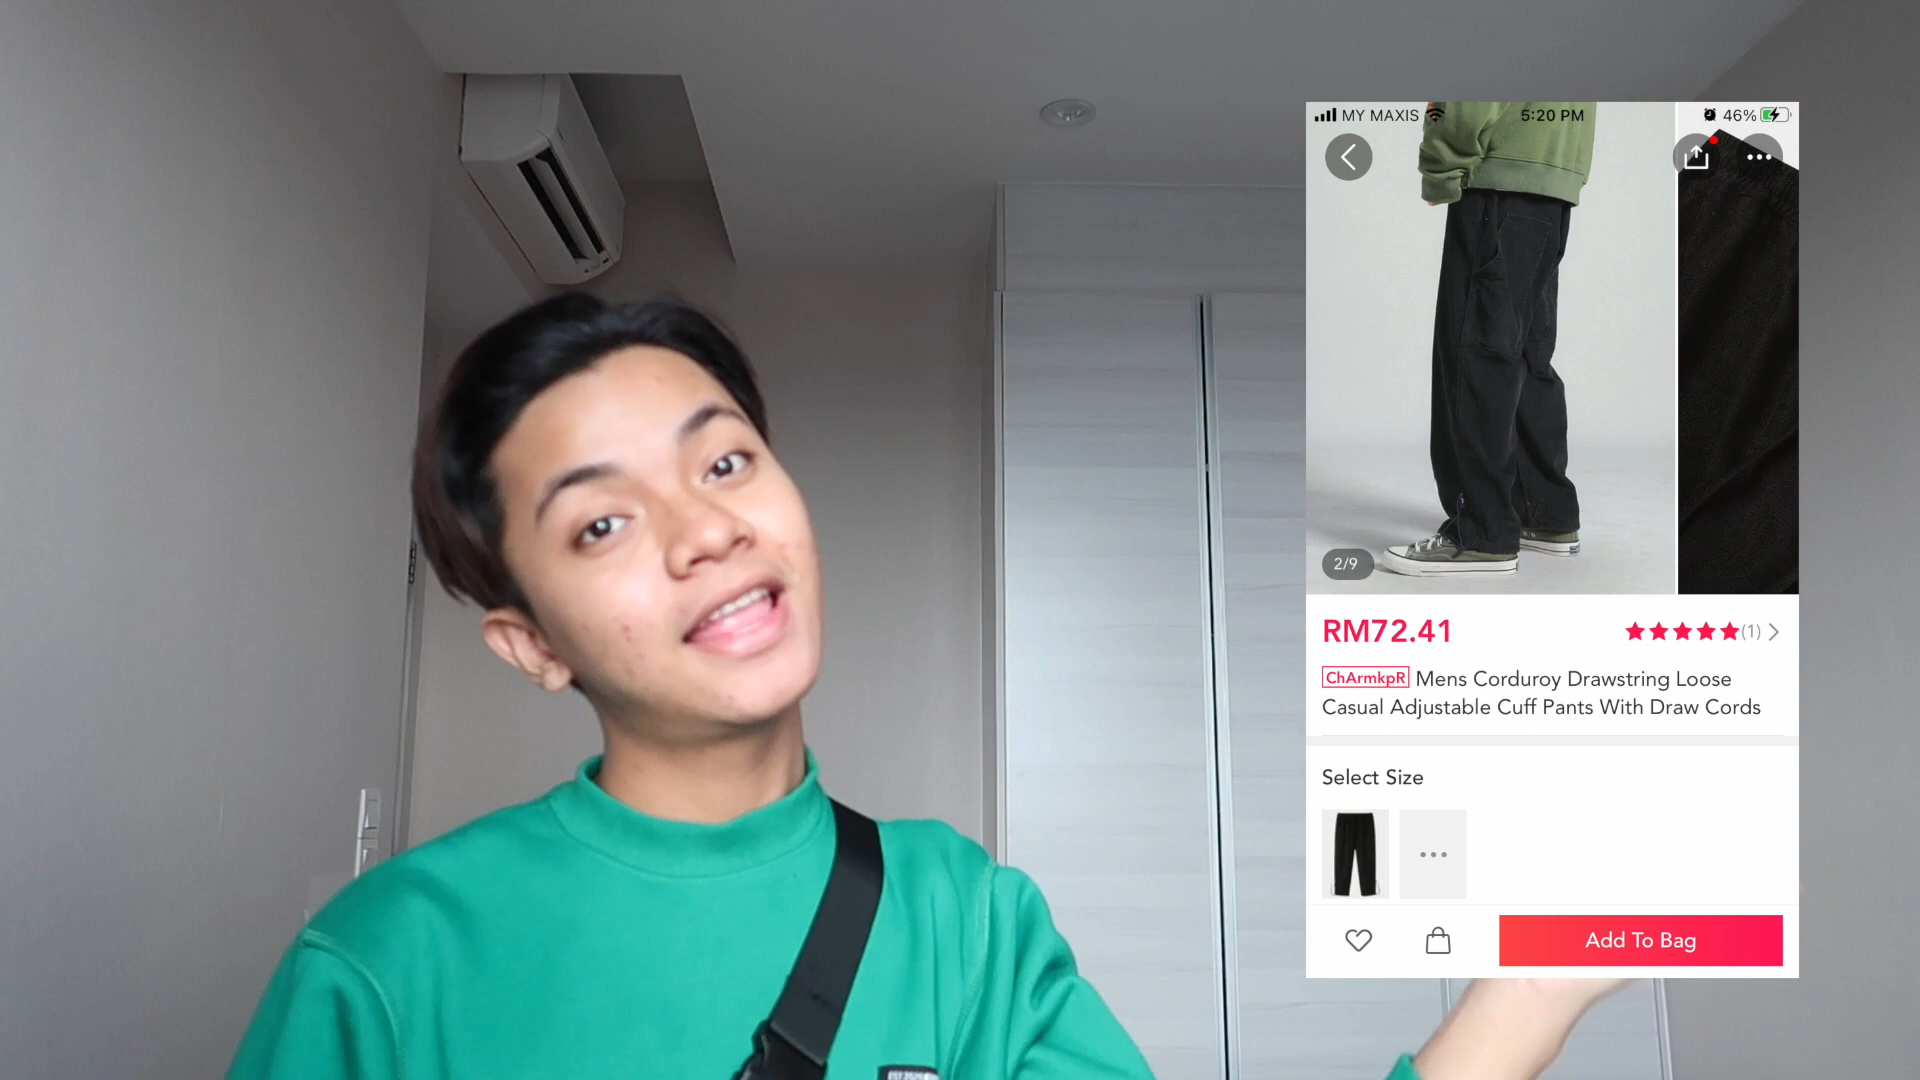 MY MAXIS 5:20 PM 46%
2/9
RM72.41 (1)
ChArmkpR Mens Corduroy Drawstring Loose
Casual Adjustable Cuff Pants With Draw Cords
Select Size
Add To Bag